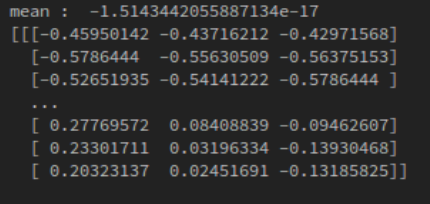 mean :  -1.5143442055887134e-17
[[[-0.45950142 -0.43716212 -0.42971568]
  [-0.5786444  -0.55630509 -0.56375153]
  [-0.52651935 -0.54141222 -0.5786444 ]
  ...
  [ 0.27769572  0.08408839 -0.09462607]
  [ 0.23301711  0.03196334 -0.13930468]
  [ 0.20323137  0.02451691 -0.13185825]]